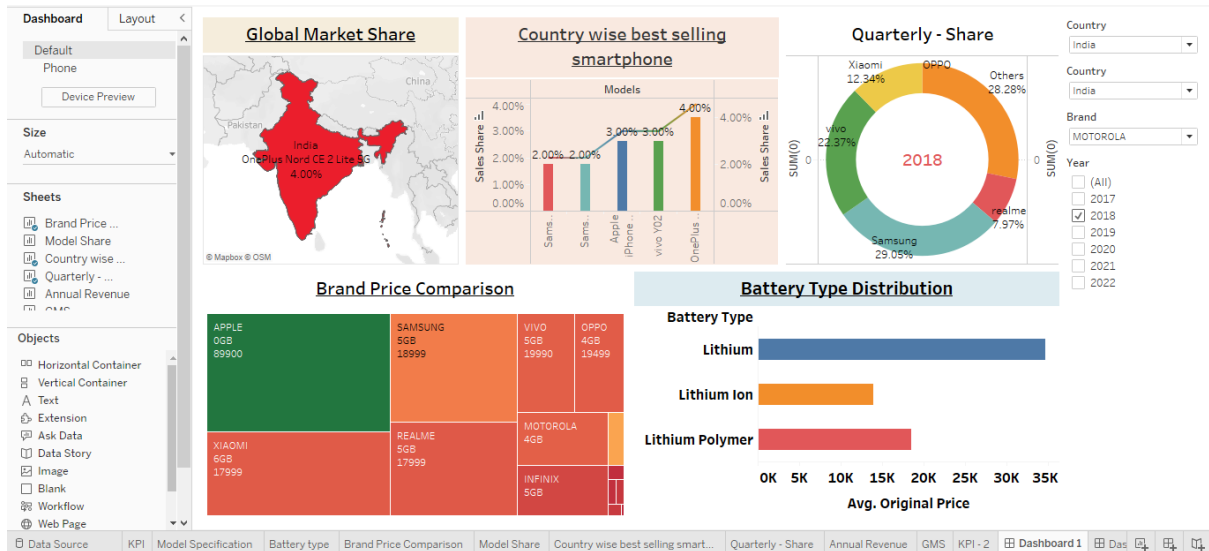 Dashboard
Layout
Default
Phone
Device Preview
Size
Automatic
Sheets
Brand Price ...
Model Share
Country wise ...
Quarterly - ...
Annual Revenue
Objects
Horizontal Container
Vertical Container
Text
Extension
Ask Data
Data Story
Image
Blank
Workflow
Web Page
Global Market Share
China
Pakistan
India
OnePlus Nord CE 2 Lite 5G
4.00%
© Mapbox © OSM
Country wise best selling
smartphone
Models
Sales Share
4.00%
3.00%
2.00%
1.00%
0.00%
2.00%
2.00%
3.00%
3.00%
4.00%
4.00%
2.00%
0.00%
Sales Share
Sams..
Sams..
Apple
iPhone ..
vivo Y02
OnePlus ..
Quarterly - Share
Xiaomi
12.34%
OPPO
Others
28.28%
vivo
22.37%
realme
7.97%
Samsung
29.05%
2018
SUM(0)
0
0
SUM(0)
Country
India
Country
India
Brand
MOTOROLA
Year
(All)
2017
2018
2019
2020
2021
2022
Brand Price Comparison
APPLE
0GB
89900
SAMSUNG
5GB
18999
VIVO
5GB
19990
OPPO
4GB
19499
XIAOMI
6GB
17999
REALME
5GB
17999
MOTOROLA
4GB
INFINIX
5GB
Battery Type Distribution
Battery Type
Lithium
Lithium Ion
Lithium Polymer
0K 5K 10K 15K 20K 25K 30K 35K
Avg. Original Price
Data Source
KPI
Model Specification
Battery type
Brand Price Comparison
Model Share
Country wise best selling smart...
Quarterly - Share
Annual Revenue
GMS
KPI - 2
Dashboard 1
Das